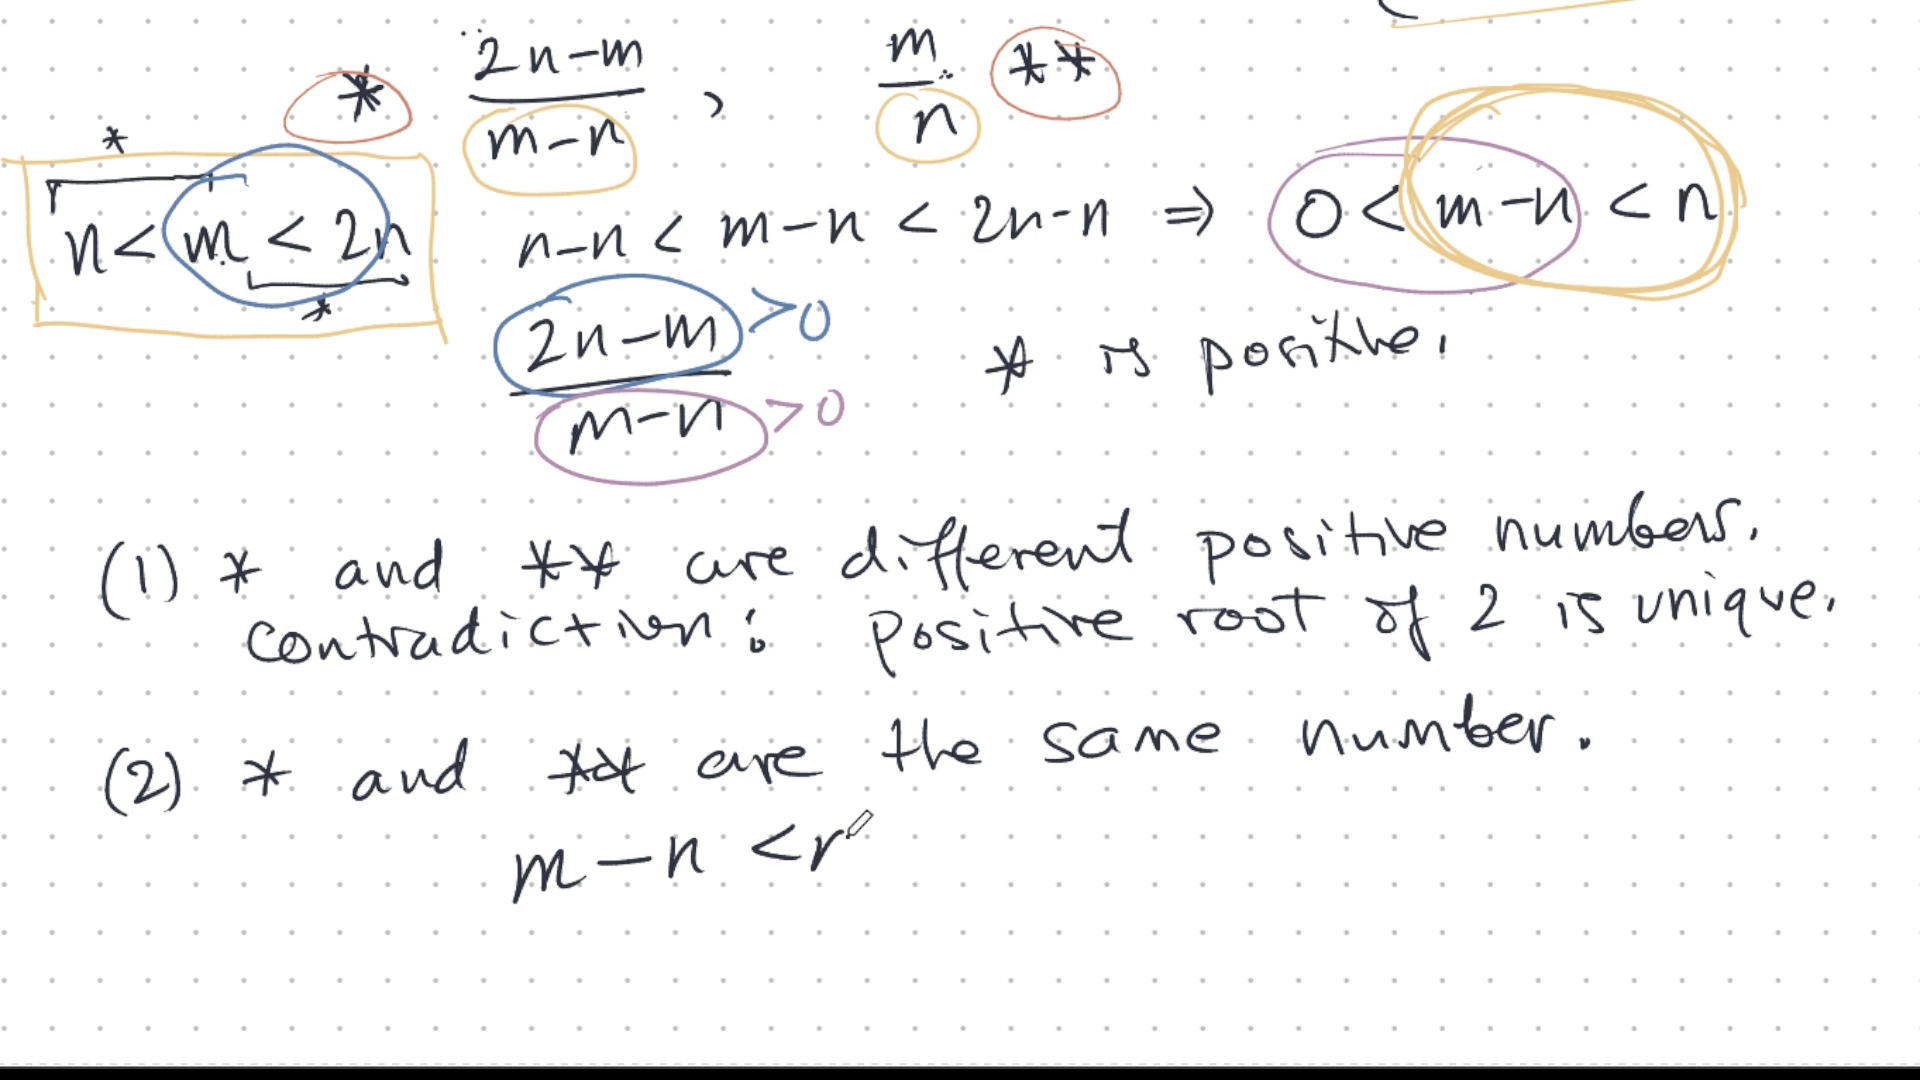 * 2n-m / m-n , m / n **
*
n < m < 2n
*
n-n < m-n < 2n-n ⇒ 0 < m-n < n
2n-m > 0
m-n > 0
* is positive.
(1) * and ** are different positive numbers.
contradiction: positive root of 2 is unique.
(2) * and ** are the same number.
m-n <